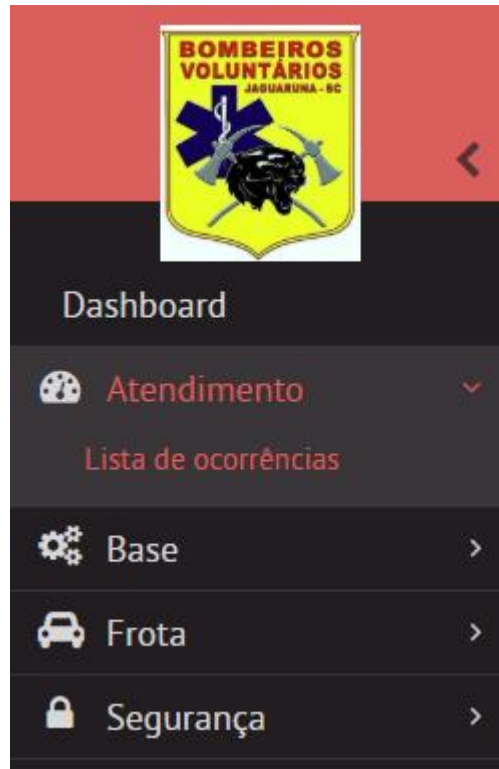 BOMBEIROS
VOLUNTÁRIOS
JAGUARUNA - SC
Dashboard
Atendimento
Lista de ocorrências
Base
Frota
Segurança